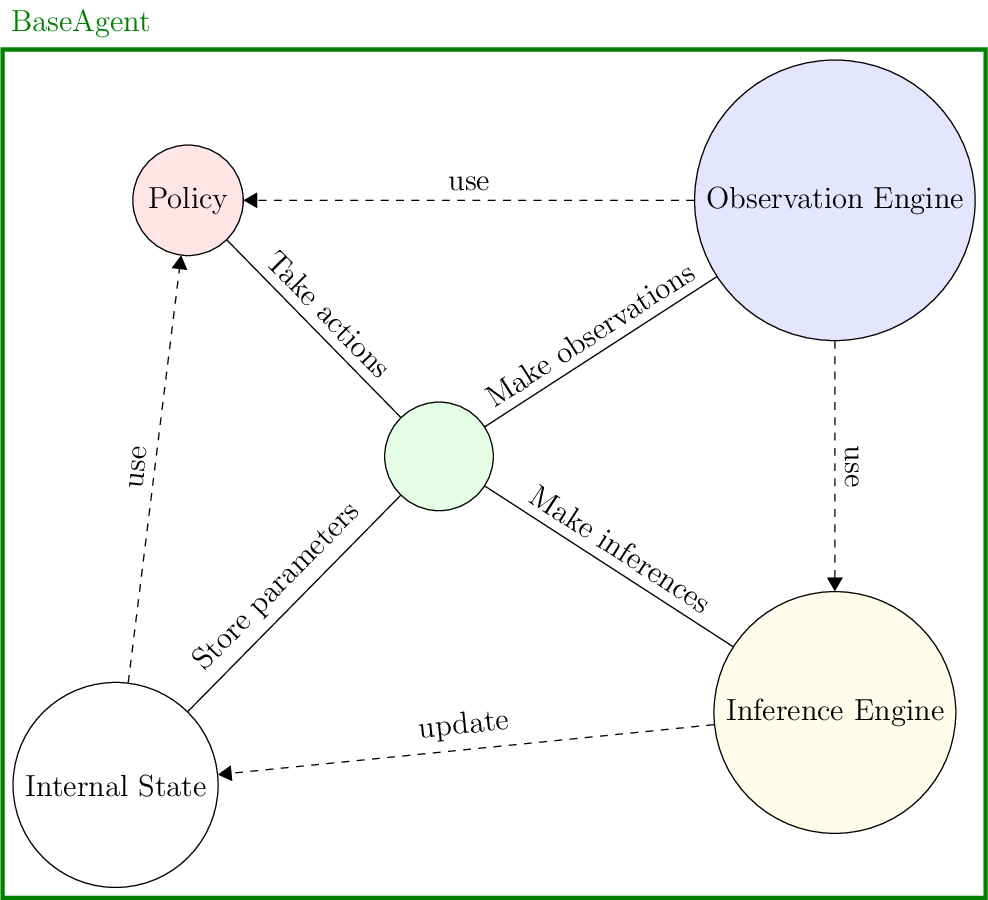 BaseAgent
use
Policy
Observation Engine
Take actions
Make observations
use
use
Make inferences
Store parameters
update
Inference Engine
Internal State